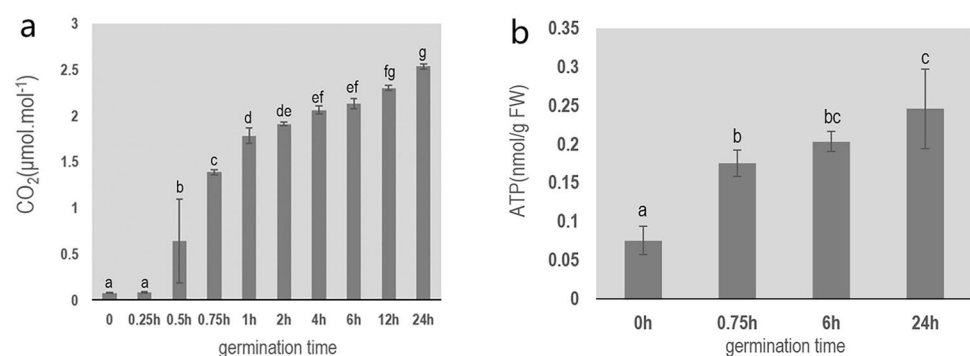 a
CO₂(μmol.mol⁻¹)
3
2.5
2
1.5
1
0.5
0
a a b c d de ef ef fg g
0 0.25h 0.5h 0.75h 1h 2h 4h 6h 12h 24h
germination time
b
ATP(nmol/g FW)
0.35
0.3
0.25
0.2
0.15
0.1
0.05
0
a b bc c
0h 0.75h 6h 24h
germination time